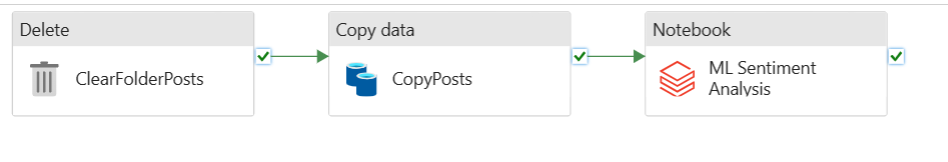 Delete
ClearFolderPosts
Copy data
CopyPosts
Notebook
ML Sentiment
Analysis